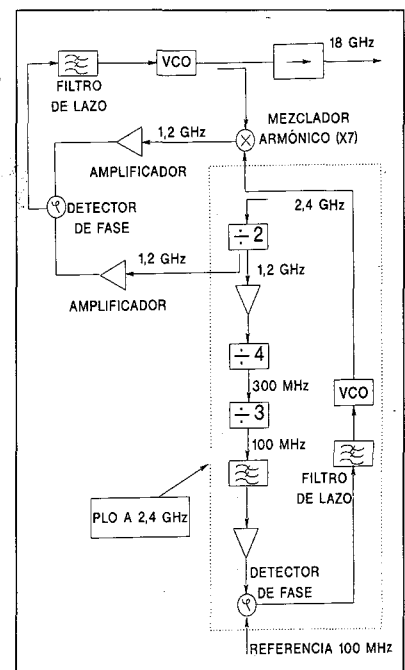 18 GHz
VCO
→
FILTRO
DE LAZO
MEZCLADOR
ARMÓNICO (X7)
1,2 GHz
×
AMPLIFICADOR
2,4 GHz
φ
DETECTOR
DE FASE
÷2
1,2 GHz
1,2 GHz
AMPLIFICADOR
÷4
300 MHz
VCO
÷3
100 MHz
FILTRO
DE LAZO
PLO A 2,4 GHz
DETECTOR
DE FASE
φ
REFERENCIA 100 MHz